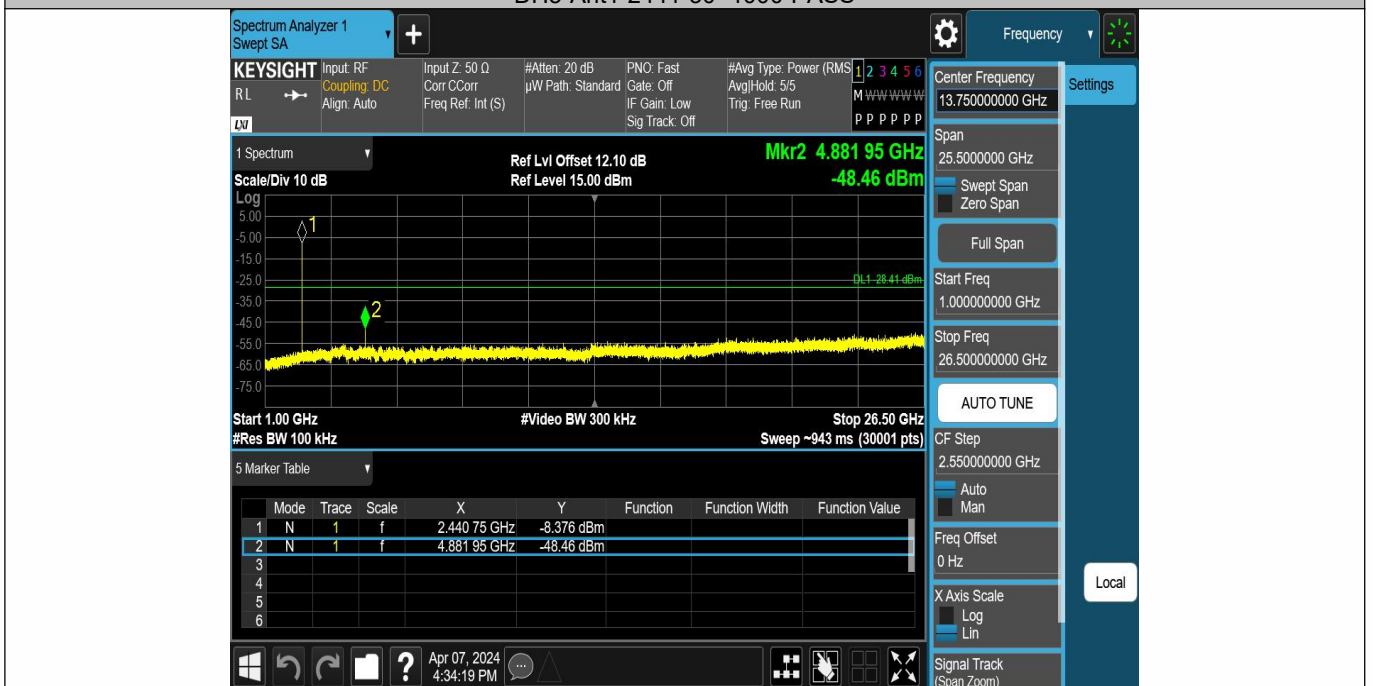 Spectrum Analyzer 1
Swept SA
Frequency
KEYSIGHT
R L
LXI
Input: RF
Coupling: DC
Align: Auto
Input Z: 50 Ω
Corr CCorr
Freq Ref: Int (S)
#Atten: 20 dB
µW Path: Standard
PNO: Fast
Gate: Off
IF Gain: Low
Sig Track: Off
#Avg Type: Power (RMS
Avg|Hold: 5/5
Trig: Free Run
1 2 3 4 5 6
M W W W W W
P P P P P P
1 Spectrum
Scale/Div 10 dB
Ref Lvl Offset 12.10 dB
Ref Level 15.00 dBm
Mkr2 4.881 95 GHz
-48.46 dBm
Log
5.00
-5.00
-15.0
-25.0
-35.0
-45.0
-55.0
-65.0
-75.0
1
2
DL1 -28.41 dBm
Start 1.00 GHz
#Res BW 100 kHz
#Video BW 300 kHz
Stop 26.50 GHz
Sweep ~943 ms (30001 pts)
5 Marker Table
Mode Trace Scale X Y Function Function Width Function Value
1 N 1 f 2.440 75 GHz -8.376 dBm
2 N 1 f 4.881 95 GHz -48.46 dBm
3
4
5
6
Apr 07, 2024
4:34:19 PM
Settings
Center Frequency
13.750000000 GHz
Span
25.5000000 GHz
Swept Span
Zero Span
Full Span
Start Freq
1.000000000 GHz
Stop Freq
26.500000000 GHz
AUTO TUNE
CF Step
2.550000000 GHz
Auto
Man
Freq Offset
0 Hz
X Axis Scale
Log
Lin
Signal Track
(Span Zoom)
Local